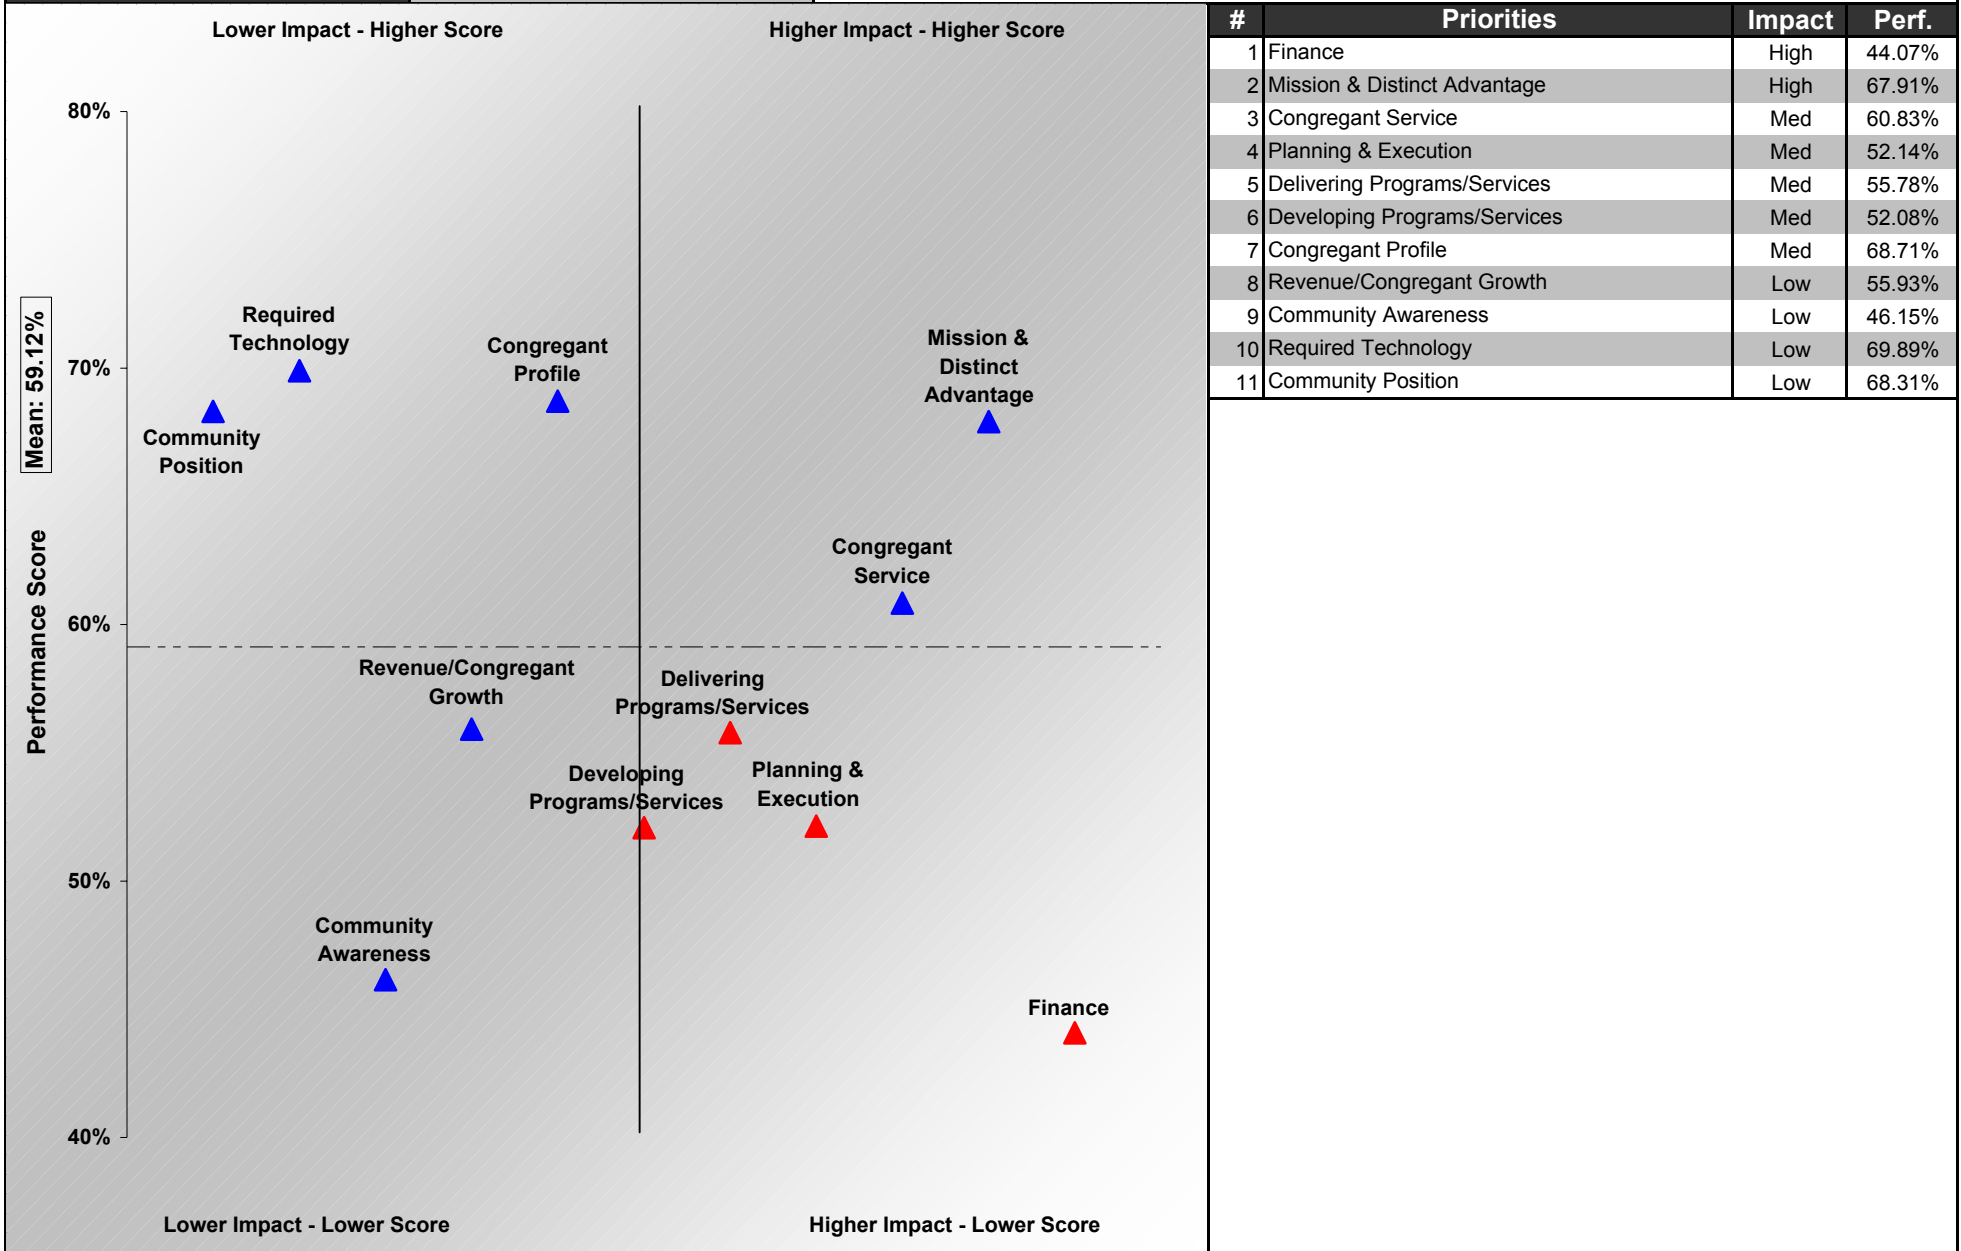 Lower Impact - Higher Score
Higher Impact - Higher Score
80%
70%
60%
50%
40%
Mean: 59.12%
Performance Score
Required
Technology
Community
Position
Congregant
Profile
Mission &
Distinct
Advantage
Congregant
Service
Revenue/Congregant
Growth
Delivering
Programs/Services
Developing
Programs/Services
Planning &
Execution
Community
Awareness
Finance
Lower Impact - Lower Score
Higher Impact - Lower Score
# Priorities Impact Perf.
1 Finance High 44.07%
2 Mission & Distinct Advantage High 67.91%
3 Congregant Service Med 60.83%
4 Planning & Execution Med 52.14%
5 Delivering Programs/Services Med 55.78%
6 Developing Programs/Services Med 52.08%
7 Congregant Profile Med 68.71%
8 Revenue/Congregant Growth Low 55.93%
9 Community Awareness Low 46.15%
10 Required Technology Low 69.89%
11 Community Position Low 68.31%